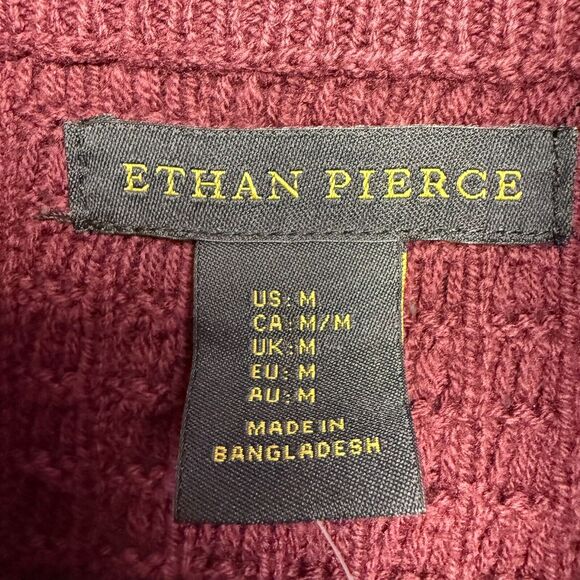 ETHAN PIERCE
US: M
CA: M/M
UK: M
EU: M
AU: M
MADE IN
BANGLADESH